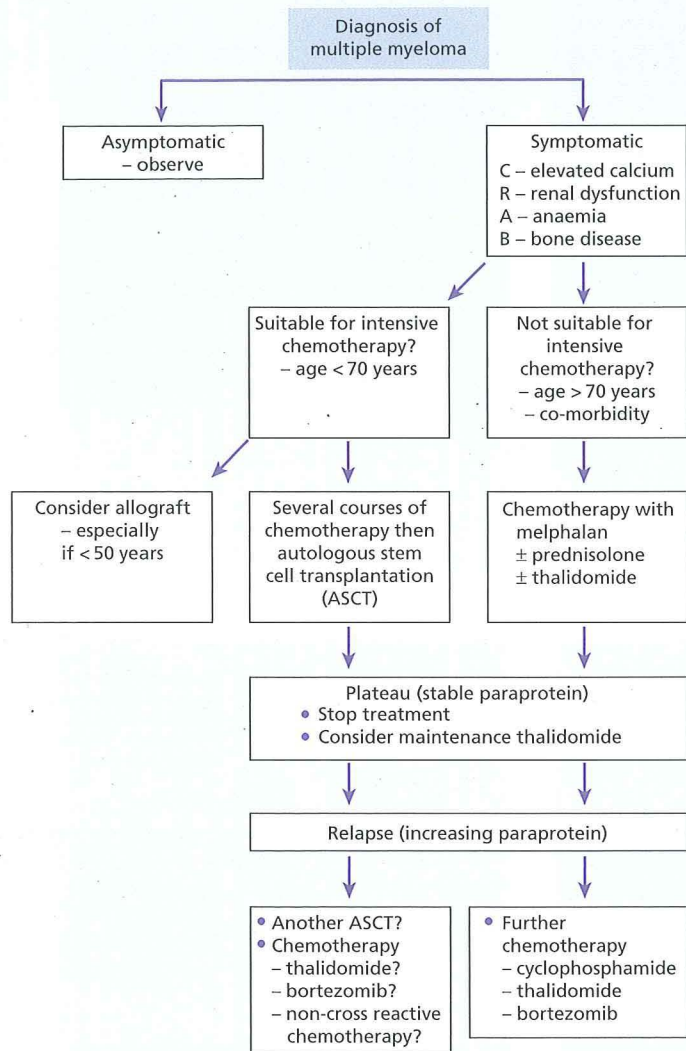 Diagnosis of
multiple myeloma
Asymptomatic
– observe
Symptomatic
C – elevated calcium
R – renal dysfunction
A – anaemia
B – bone disease
Suitable for intensive
chemotherapy?
– age < 70 years
Not suitable for
intensive
chemotherapy?
– age > 70 years
– co-morbidity
Consider allograft
– especially
if < 50 years
Several courses of
chemotherapy then
autologous stem
cell transplantation
(ASCT)
Chemotherapy with
melphalan
± prednisolone
± thalidomide
Plateau (stable paraprotein)
• Stop treatment
• Consider maintenance thalidomide
Relapse (increasing paraprotein)
• Another ASCT?
• Chemotherapy
– thalidomide?
– bortezomib?
– non-cross reactive
chemotherapy?
• Further
chemotherapy
– cyclophosphamide
– thalidomide
– bortezomib